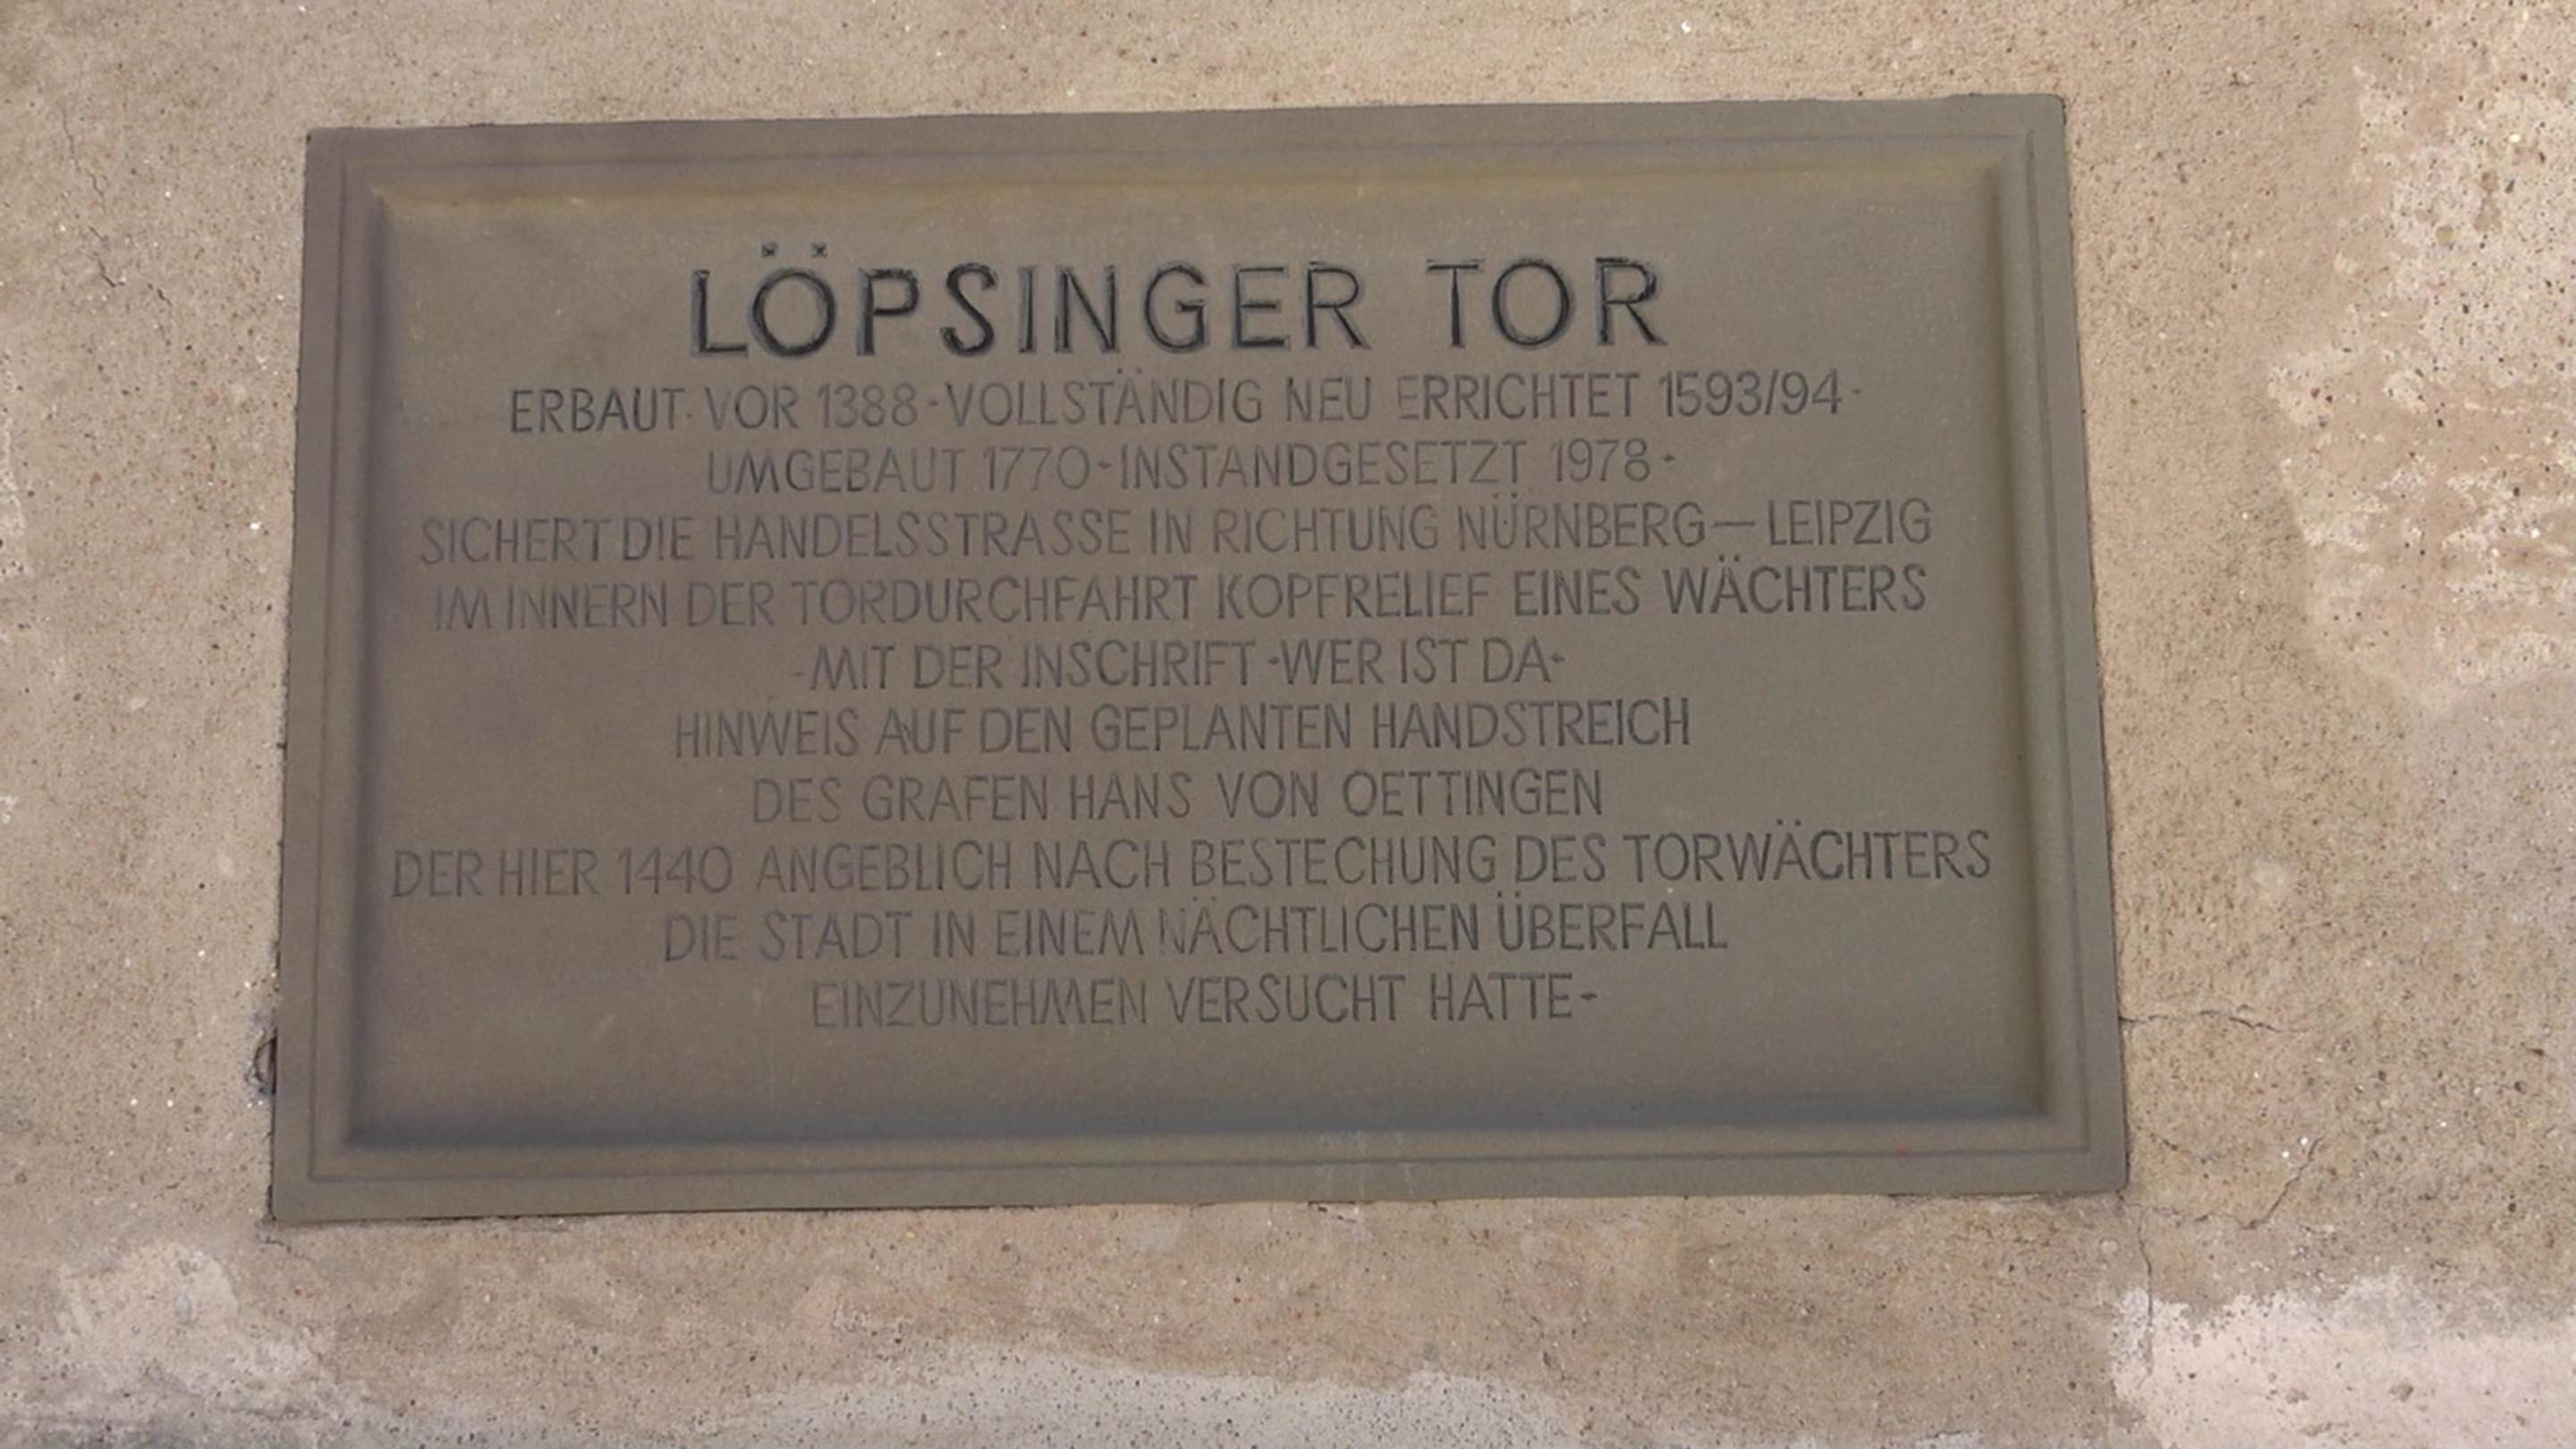 LÖPSINGER TOR
ERBAUT·VOR 1388·VOLLSTÄNDIG NEU ERRICHTET 1593/94·
UMGEBAUT 1770·INSTANDGESETZT 1978·
SICHERT DIE HANDELSSTRASSE IN RICHTUNG NÜRNBERG—LEIPZIG
IM INNERN DER TORDURCHFAHRT KOPFRELIEF EINES WÄCHTERS
·MIT DER INSCHRIFT·WER IST DA·
HINWEIS AUF DEN GEPLANTEN HANDSTREICH
DES GRAFEN HANS VON OETTINGEN
DER HIER 1440 ANGEBLICH NACH BESTECHUNG DES TORWÄCHTERS
DIE STADT IN EINEM NÄCHTLICHEN ÜBERFALL
EINZUNEHMEN VERSUCHT HATTE·